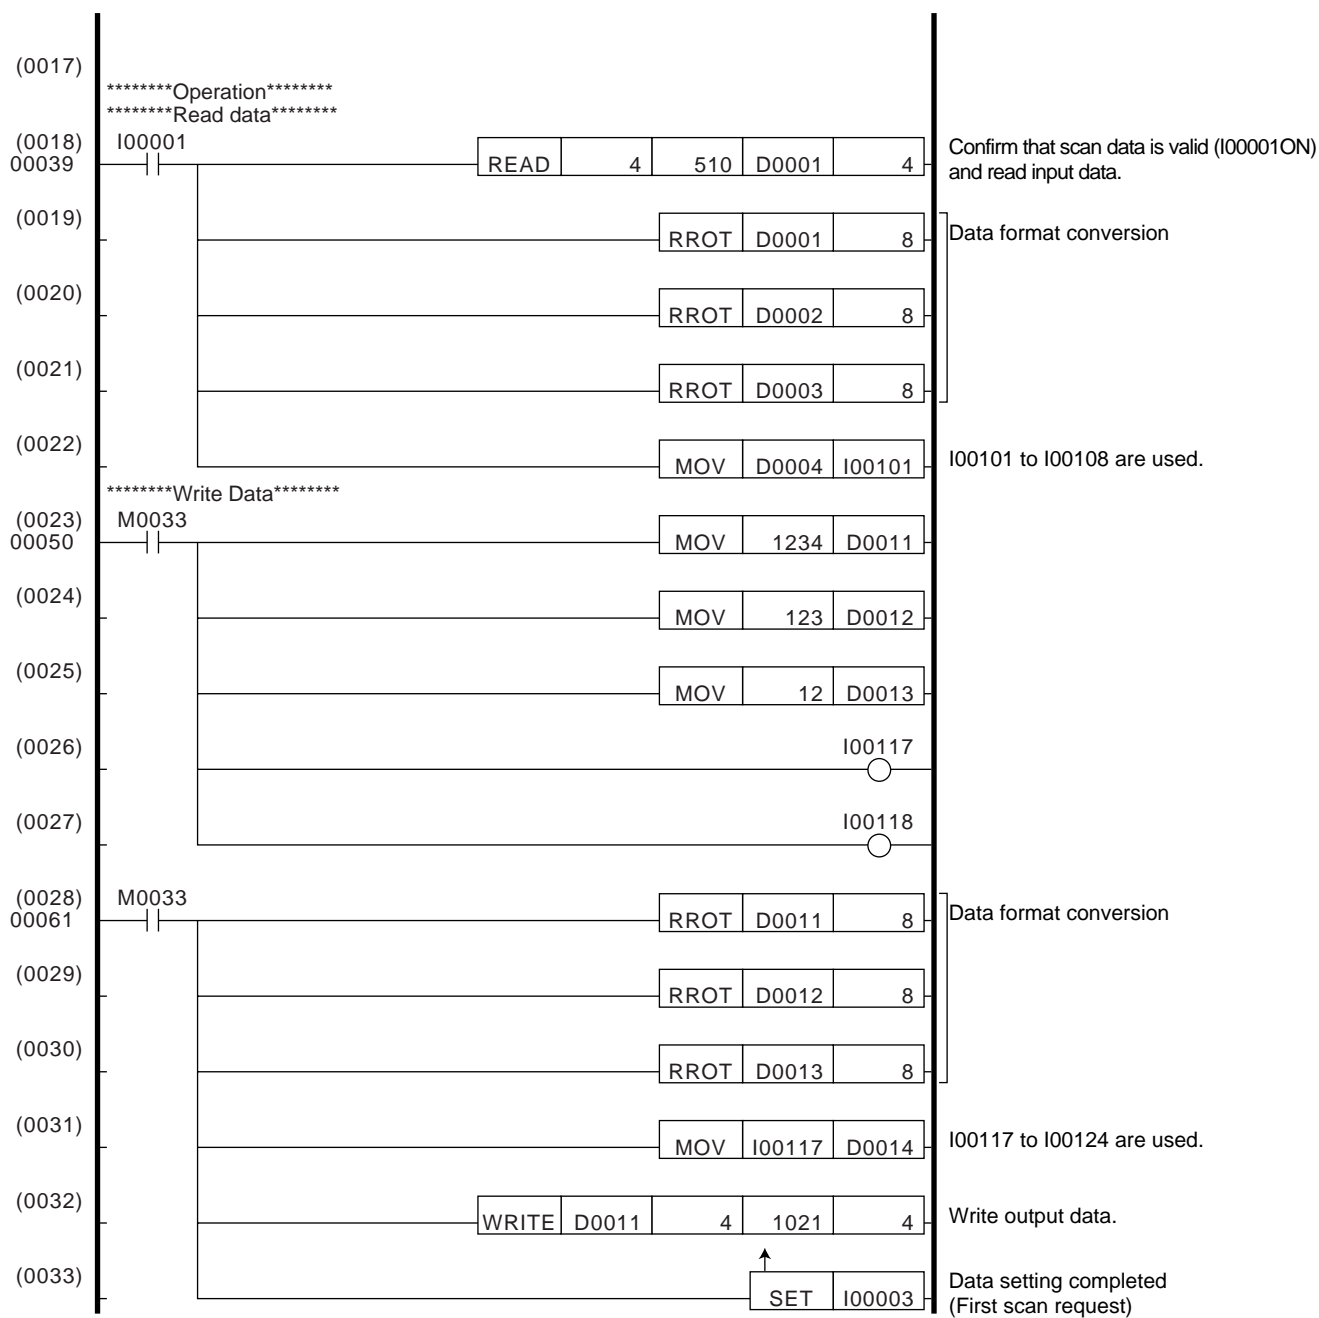 (0017)
********Operation********
********Read data********
(0018) I00001
00039 READ 4 510 D0001 4 Confirm that scan data is valid (I00001ON)
and read input data.
(0019)
RROT D0001 8 Data format conversion
(0020)
RROT D0002 8
(0021)
RROT D0003 8
(0022)
MOV D0004 I00101 I00101 to I00108 are used.
********Write Data********
(0023) M0033
00050 MOV 1234 D0011
(0024)
MOV 123 D0012
(0025)
MOV 12 D0013
(0026) I00117
(0027) I00118
(0028) M0033
00061 RROT D0011 8 Data format conversion
(0029)
RROT D0012 8
(0030)
RROT D0013 8
(0031)
MOV I00117 D0014 I00117 to I00124 are used.
(0032)
WRITE D0011 4 1021 4 Write output data.
(0033) Data setting completed
SET I00003 (First scan request)